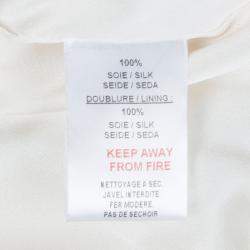 100%
SOIE / SILK
SEIDE / SEDA
DOUBLURE / LINING :
100%
SOIE / SILK
SEIDE / SEDA
KEEP AWAY
FROM FIRE
NETTOYAGE A SEC,
JAVEL INTERDITE
FER MODERE,
PAS DE SECHOIR